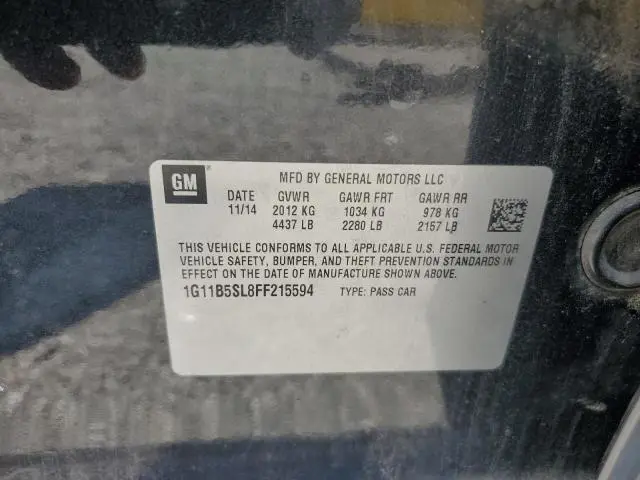 GM
MFD BY GENERAL MOTORS LLC
DATE GVWR GAWR FRT GAWR RR
11/14 2012 KG 1034 KG 978 KG
4437 LB 2280 LB 2157 LB
THIS VEHICLE CONFORMS TO ALL APPLICABLE U.S. FEDERAL MOTOR
VEHICLE SAFETY, BUMPER, AND THEFT PREVENTION STANDARDS IN
EFFECT ON THE DATE OF MANUFACTURE SHOWN ABOVE.
1G11B5SL8FF215594 TYPE: PASS CAR